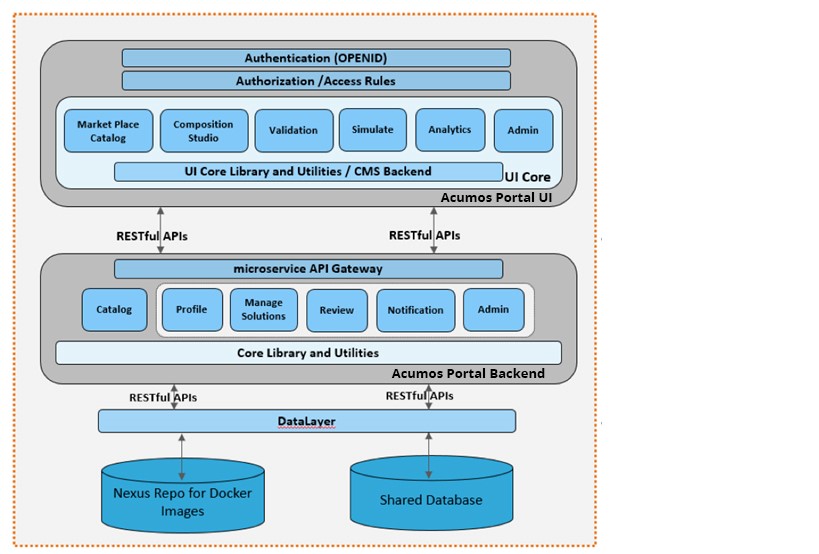 Authentication (OPENID)
Authorization /Access Rules
Market Place
Catalog
Composition
Studio
Validation
Simulate
Analytics
Admin
UI Core Library and Utilities / CMS Backend
UI Core
Acumos Portal UI
RESTful APIs
RESTful APIs
microservice API Gateway
Catalog
Profile
Manage
Solutions
Review
Notification
Admin
Core Library and Utilities
Acumos Portal Backend
RESTful APIs
RESTful APIs
DataLayer
Nexus Repo for Docker
Images
Shared Database